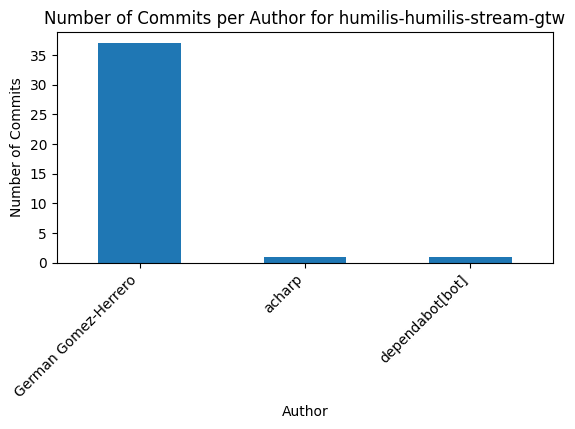 Number of Commits per Author for humilis-humilis-stream-gtw
Number of Commits
35
30
25
20
15
10
5
0
German Gomez-Herrero
acharp
dependabot[bot]
Author